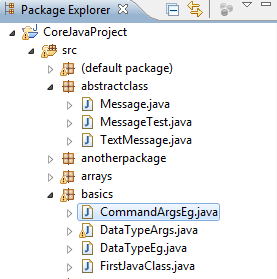 Package Explorer
CoreJavaProject
src
(default package)
abstractclass
Message.java
MessageTest.java
TextMessage.java
anotherpackage
arrays
basics
CommandArgsEg.java
DataTypeArgs.java
DataTypeEg.java
FirstJavaClass.java